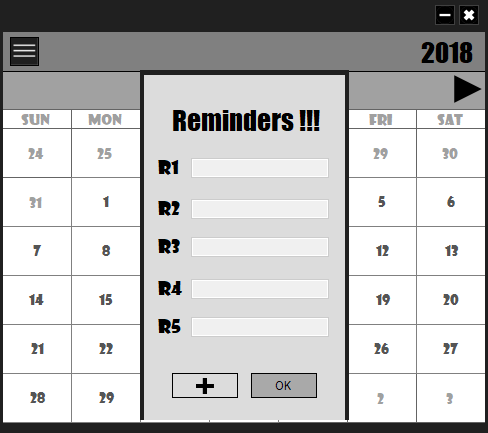 2018
Reminders !!!
SUN MON FRI SAT
24 25 29 30
R1
31 1 5 6
R2
R3
7 8 12 13
R4
14 15 19 20
R5
21 22 26 27
+ OK
28 29 2 3